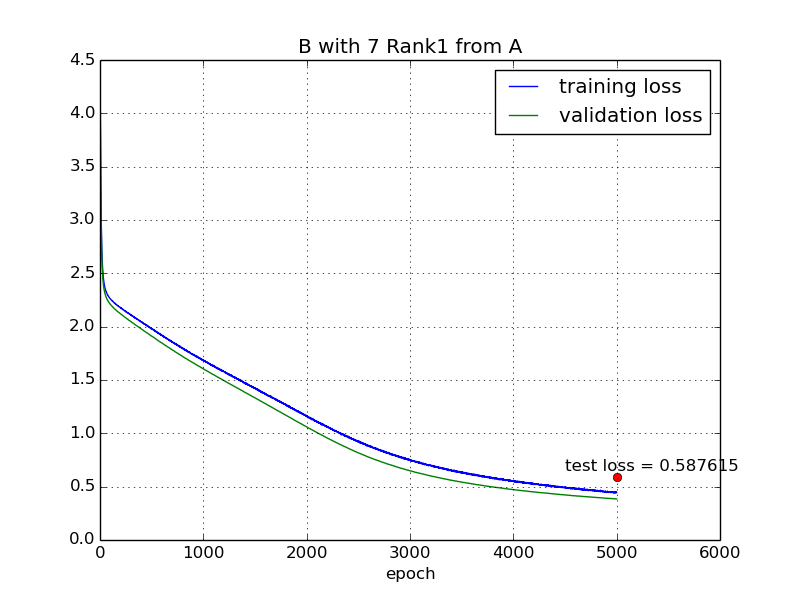 B with 7 Rank1 from A
training loss
validation loss
4.5
4.0
3.5
3.0
2.5
2.0
1.5
1.0
0.5
0.0
test loss = 0.587615
0 1000 2000 3000 4000 5000 6000
epoch